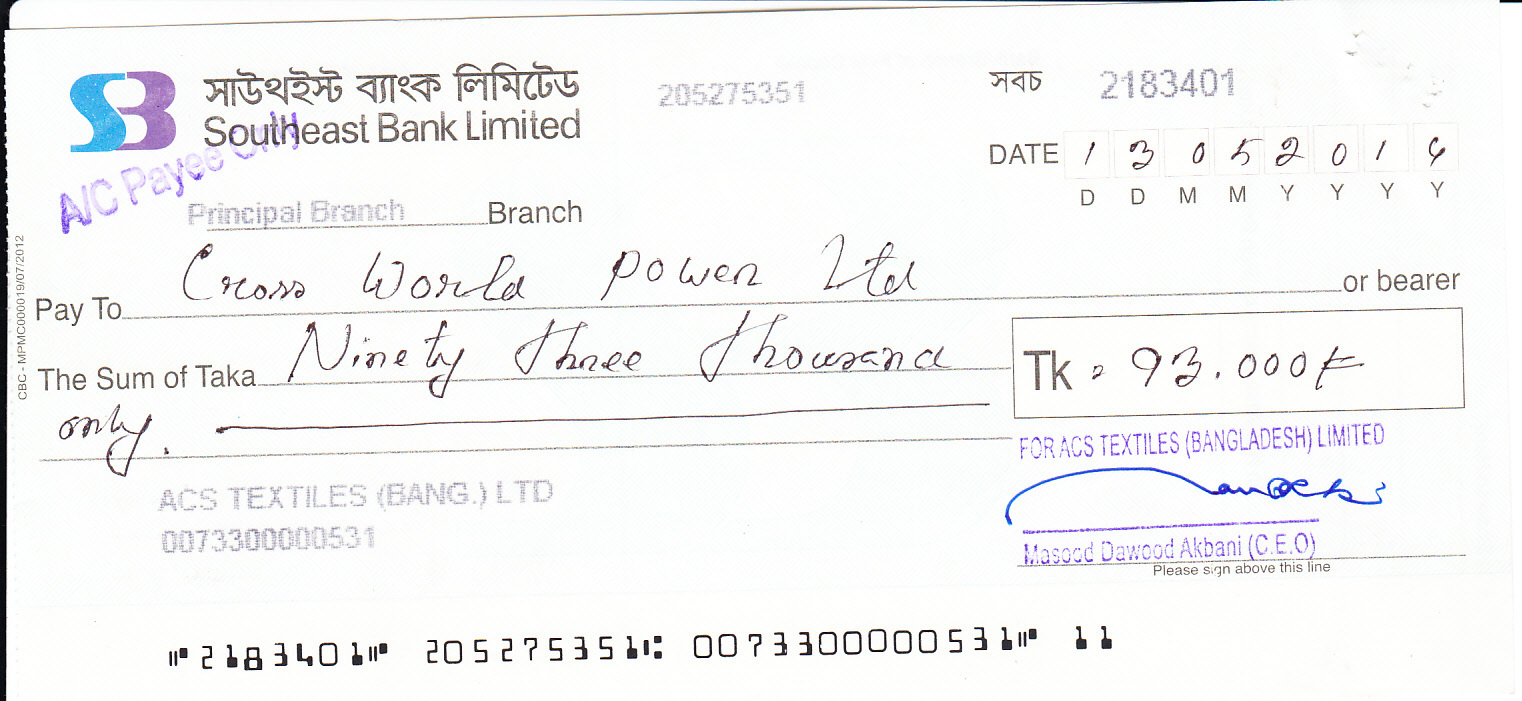 সাউথইস্ট ব্যাংক লিমিটেড
Southeast Bank Limited
205275351
সবচ 2183401
DATE 1 3 0 5 2 0 1 4
D D M M Y Y Y Y
A/C Payee Only
Principal Branch Branch
Pay To Cross World Power Ltd or bearer
The Sum of Taka Ninety three thousand
only.
Tk = 93.000/=
FOR ACS TEXTILES (BANGLADESH) LIMITED
ACS TEXTILES (BANG.) LTD
0073300000531
Masood Dawood Akbani (C.E.O)
Please sign above this line
CBC - MPMC000019/07/2012
⑈2183401⑈ 205275351⑆ 0073300000531⑈ 11